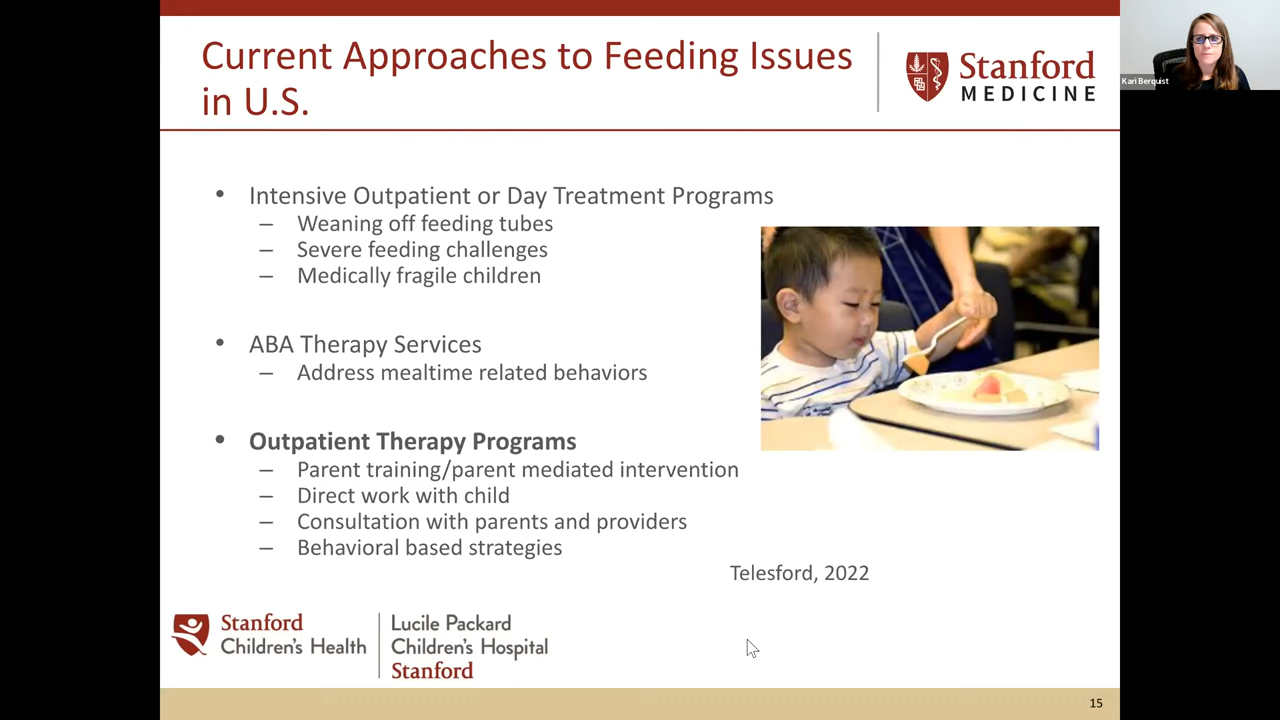 Current Approaches to Feeding Issues
in U.S.
Stanford
MEDICINE
Kari Berquist
• Intensive Outpatient or Day Treatment Programs
– Weaning off feeding tubes
– Severe feeding challenges
– Medically fragile children
• ABA Therapy Services
– Address mealtime related behaviors
• Outpatient Therapy Programs
– Parent training/parent mediated intervention
– Direct work with child
– Consultation with parents and providers
– Behavioral based strategies
Telesford, 2022
Stanford
Children's Health
Lucile Packard
Children's Hospital
Stanford
15